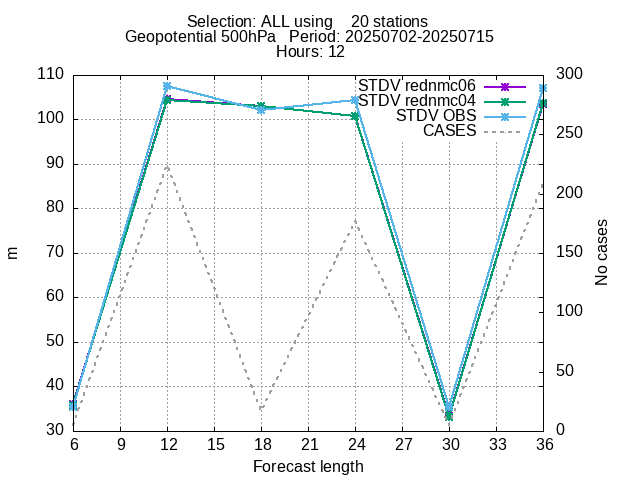 Selection: ALL using    20 stations
Geopotential 500hPa   Period: 20250702-20250715
Hours: 12
STDV rednmc06
STDV rednmc04
STDV OBS
CASES
110
100
90
80
70
60
50
40
30
m
300
250
200
150
100
50
0
No cases
6 9 12 15 18 21 24 27 30 33 36
Forecast length